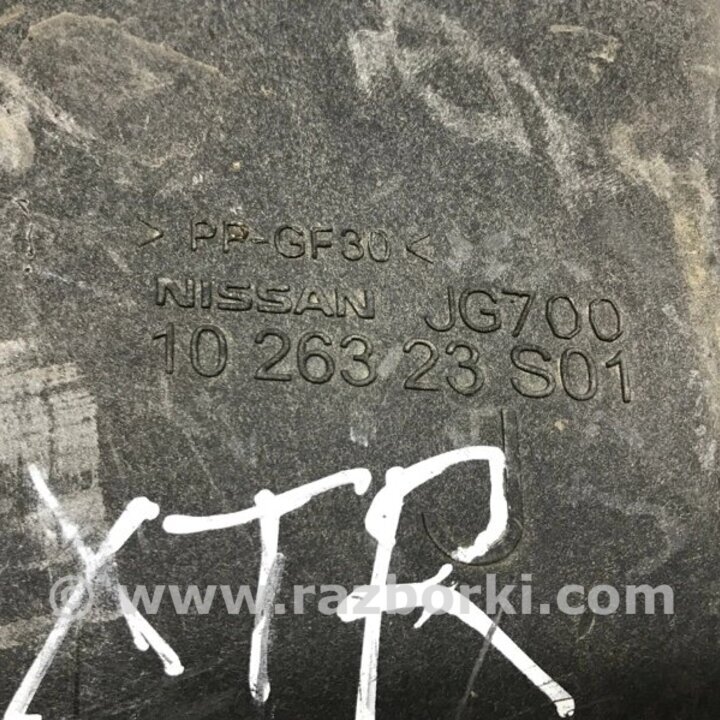 > PP-GF30 <
NISSAN JG700
10 263 23 S01
J
XTR
© www.razborki.com